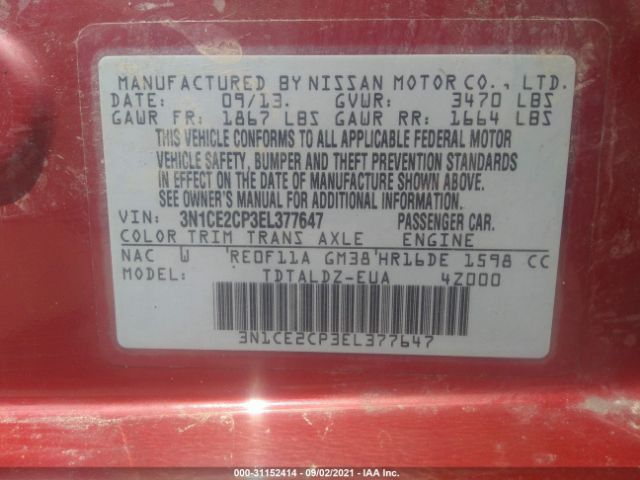 MANUFACTURED BY NISSAN MOTOR CO., LTD.
DATE: 09/13. GVWR: 3470 LBS
GAWR FR: 1867 LBS GAWR RR: 1664 LBS
THIS VEHICLE CONFORMS TO ALL APPLICABLE FEDERAL MOTOR
VEHICLE SAFETY, BUMPER AND THEFT PREVENTION STANDARDS
IN EFFECT ON THE DATE OF MANUFACTURE SHOWN ABOVE.
SEE OWNER'S MANUAL FOR ADDITIONAL INFORMATION.
VIN: 3N1CE2CP3EL377647 PASSENGER CAR.
COLOR TRIM TRANS AXLE ENGINE
NAC W 'RE0F11A GM38'HR16DE 1598 CC
MODEL: TDTALDZ-EUA 4Z000
3N1CE2CP3EL377647
000-31152414 - 09/02/2021 - IAA Inc.